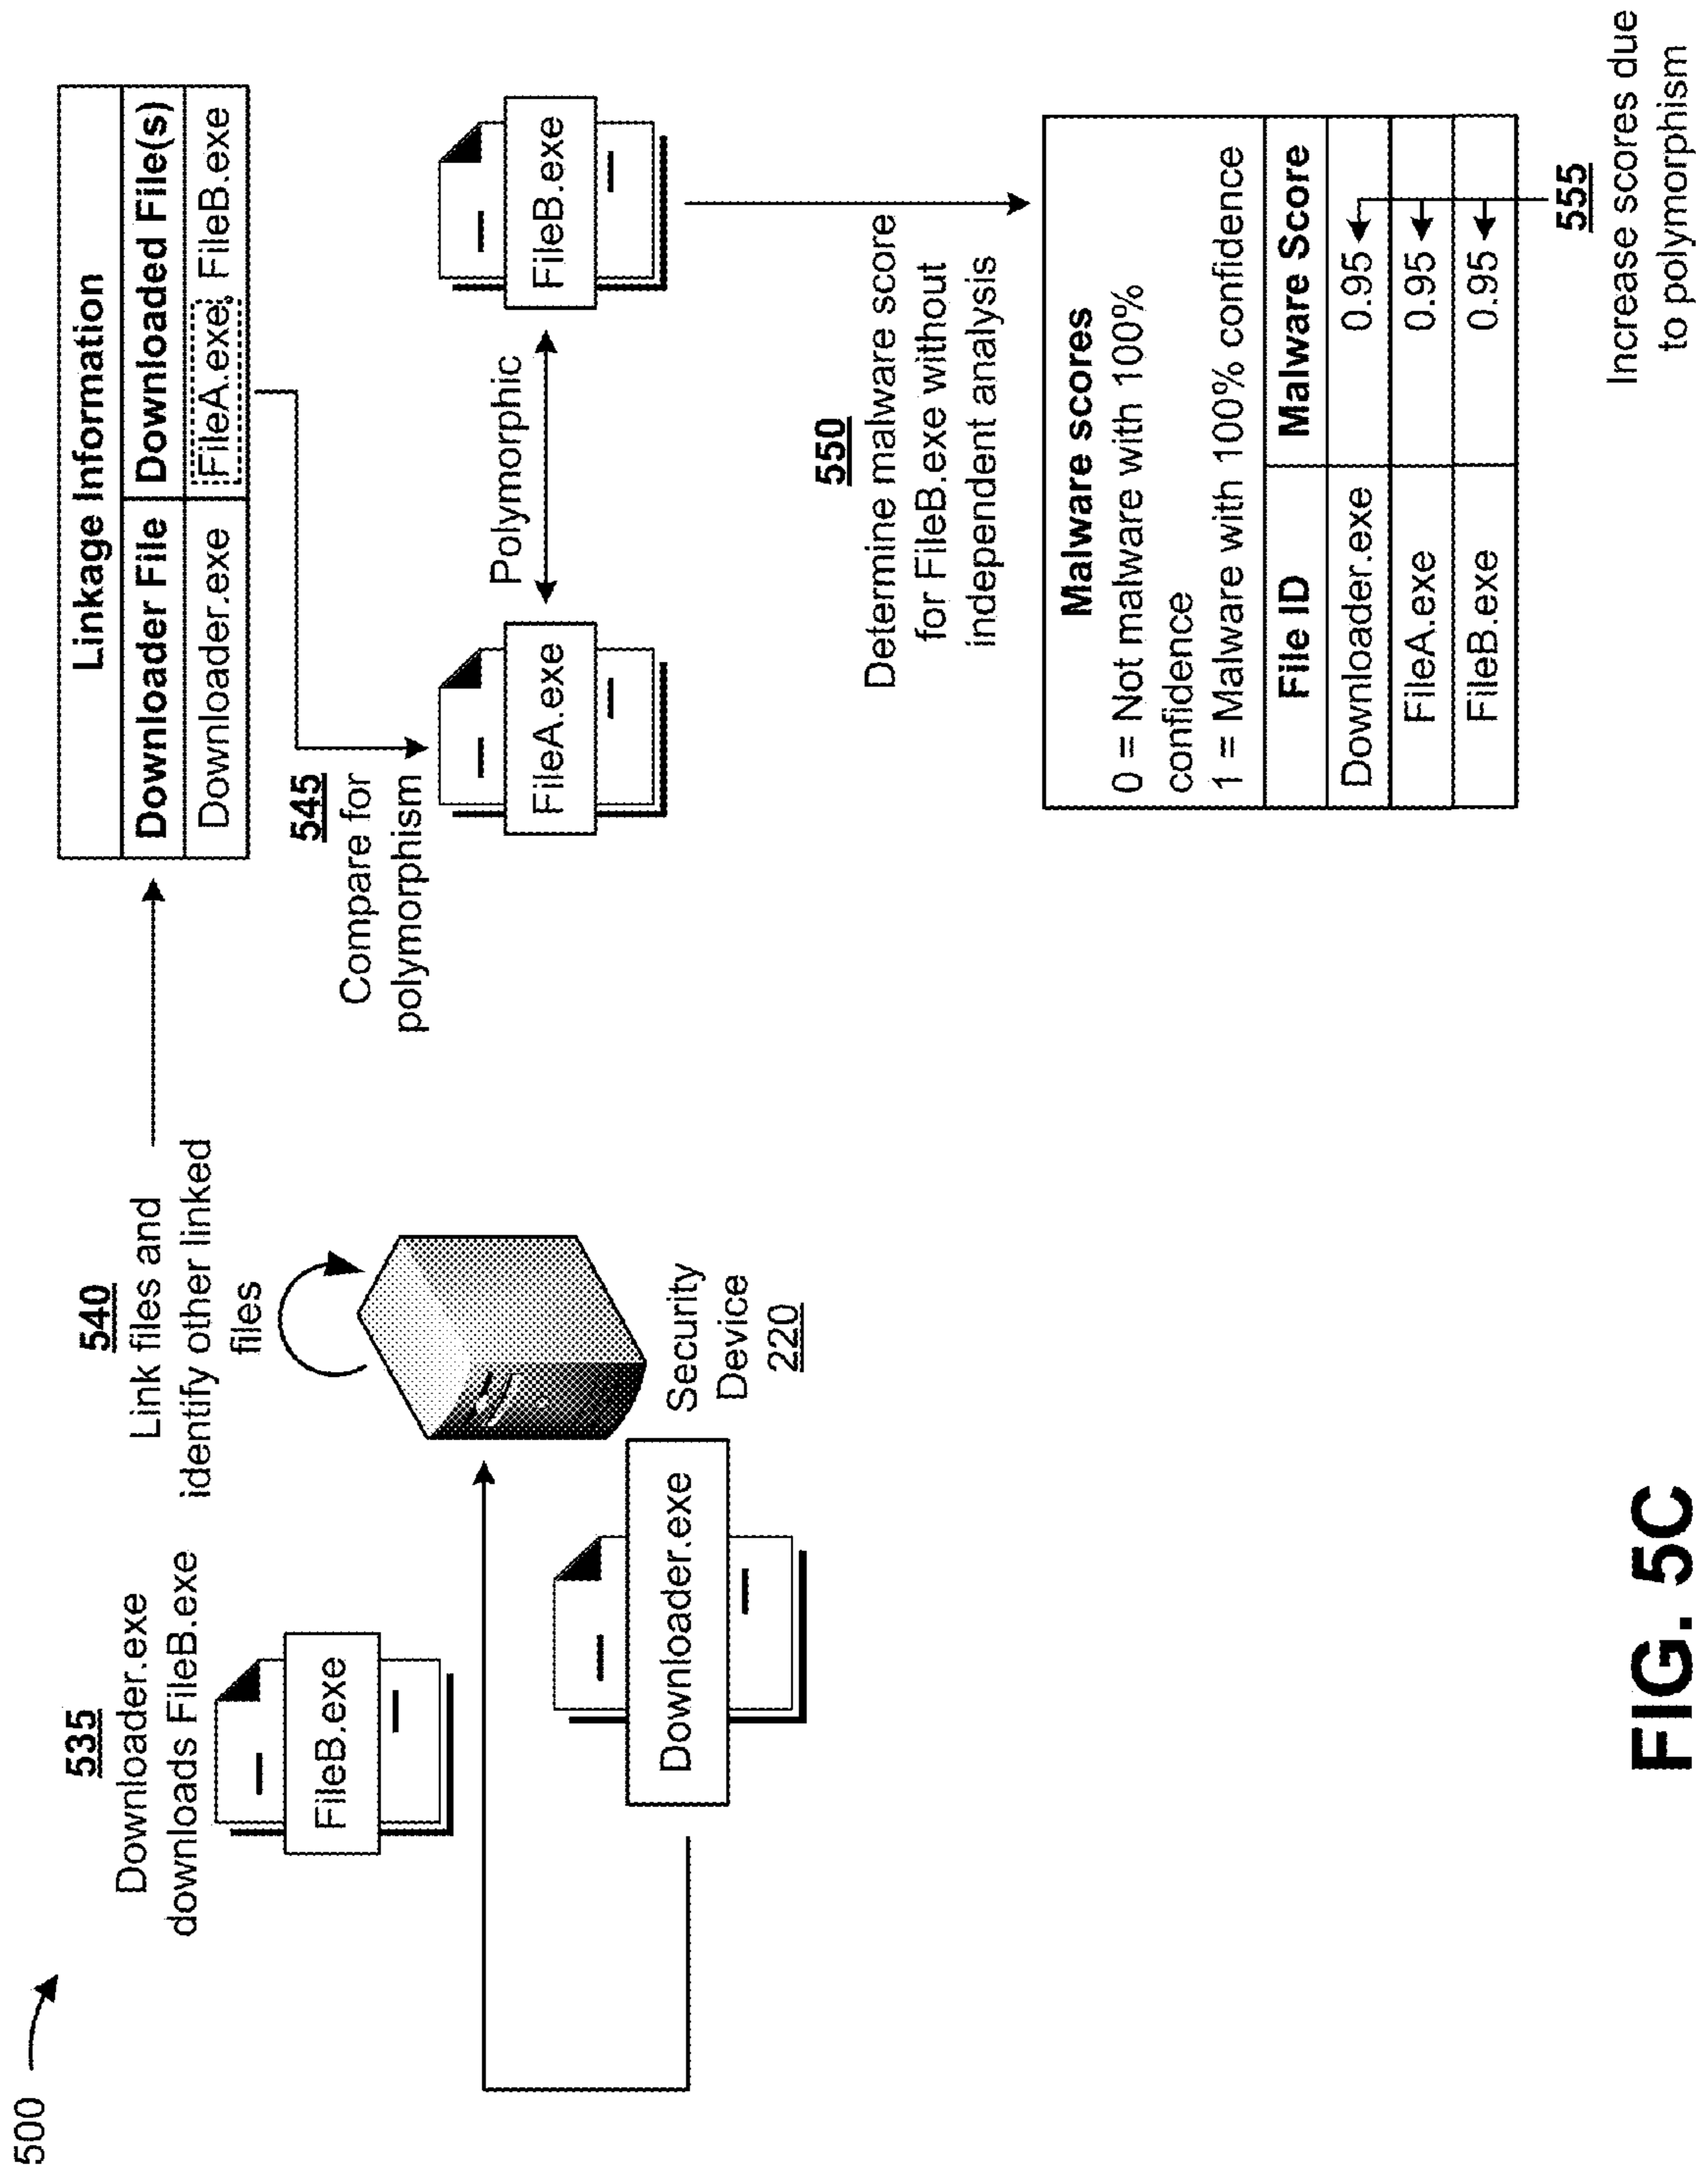 500
535
Downloader.exe
downloads FileB.exe
FileB.exe
Downloader.exe
540
Link files and
identify other linked
files
Security
Device
220
Linkage Information
Downloader File Downloaded File(s)
Downloader.exe FileA.exe, FileB.exe
545
Compare for
polymorphism
FileA.exe
Polymorphic
FileB.exe
550
Determine malware score
for FileB.exe without
independent analysis
Malware scores
0 = Not malware with 100%
confidence
1 = Malware with 100% confidence
File ID Malware Score
Downloader.exe 0.95
FileA.exe 0.95
FileB.exe 0.95
555
Increase scores due
to polymorphism
FIG. 5C